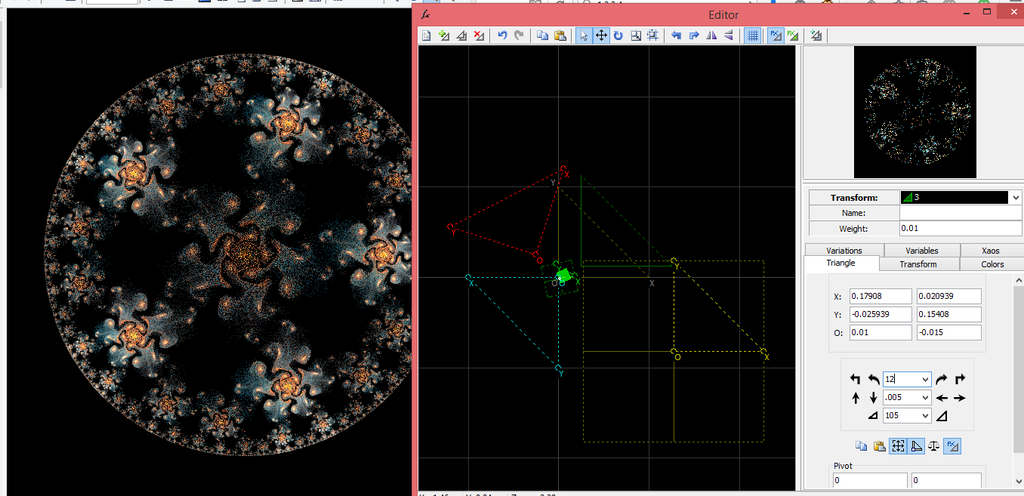 Editor
Transform: 3
Name:
Weight: 0.01
Variations Variables Xaos
Triangle Transform Colors
X: 0.17908 0.020939
Y: -0.025939 0.15408
O: 0.01 -0.015
12
.005
105
Pivot
0 0
X
Y
Y
O
X
O
X
X
Y
O
X
Y